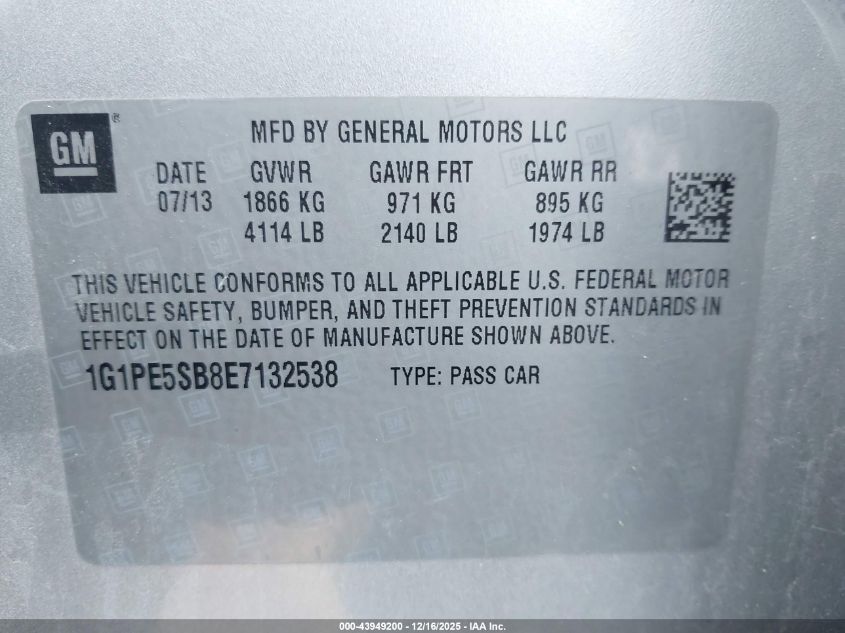 GM®
MFD BY GENERAL MOTORS LLC
DATE GVWR GAWR FRT GAWR RR
07/13 1866 KG 971 KG 895 KG
4114 LB 2140 LB 1974 LB
THIS VEHICLE CONFORMS TO ALL APPLICABLE U.S. FEDERAL MOTOR
VEHICLE SAFETY, BUMPER, AND THEFT PREVENTION STANDARDS IN
EFFECT ON THE DATE OF MANUFACTURE SHOWN ABOVE.
1G1PE5SB8E7132538 TYPE: PASS CAR
000-43949200 - 12/16/2025 - IAA Inc.